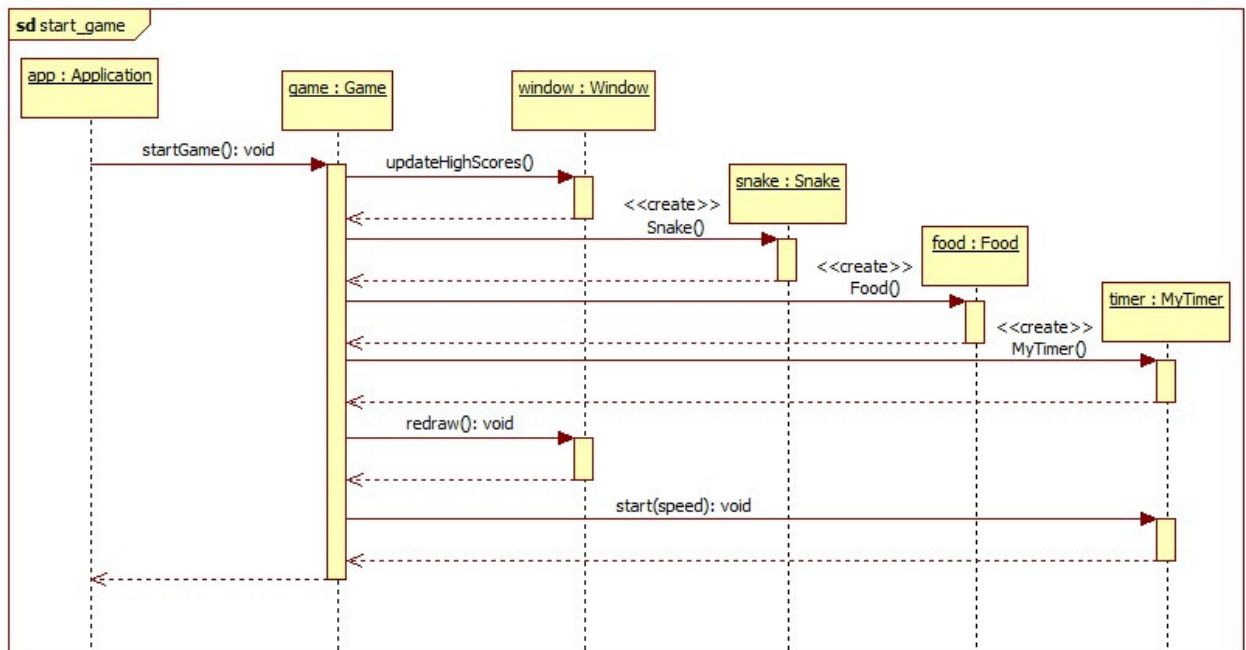 sd start_game
app : Application
game : Game
window : Window
startGame(): void
updateHighScores()
snake : Snake
<<create>>
Snake()
food : Food
<<create>>
Food()
timer : MyTimer
<<create>>
MyTimer()
redraw(): void
start(speed): void